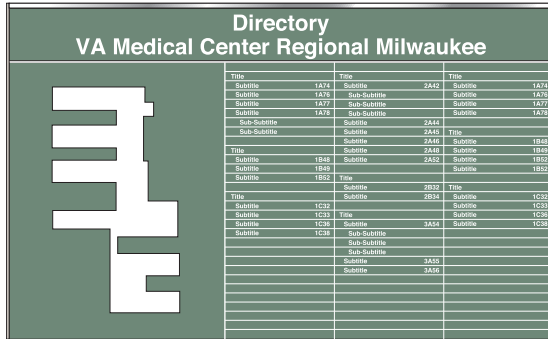 Directory
VA Medical Center Regional Milwaukee
Title
Subtitle 1A74
Subtitle 1A76
Subtitle 1A77
Subtitle 1A78
Sub-Subtitle
Sub-Subtitle
Title
Subtitle 1B48
Subtitle 1B49
Subtitle 1B52
Title
Subtitle 1C32
Subtitle 1C33
Subtitle 1C36
Subtitle 1C38
Title
Subtitle 2A42
Sub-Subtitle
Sub-Subtitle
Sub-Subtitle
Subtitle 2A44
Subtitle 2A45
Subtitle 2A46
Subtitle 2A48
Subtitle 2A52
Title
Subtitle 2B32
Subtitle 2B34
Title
Subtitle 3A54
Sub-Subtitle
Sub-Subtitle
Sub-Subtitle
Subtitle 3A55
Subtitle 3A56
Title
Subtitle 1A74
Subtitle 1A76
Subtitle 1A77
Subtitle 1A78
Title
Subtitle 1B48
Subtitle 1B49
Subtitle 1B52
Subtitle 1B52
Title
Subtitle 1C32
Subtitle 1C33
Subtitle 1C36
Subtitle 1C38